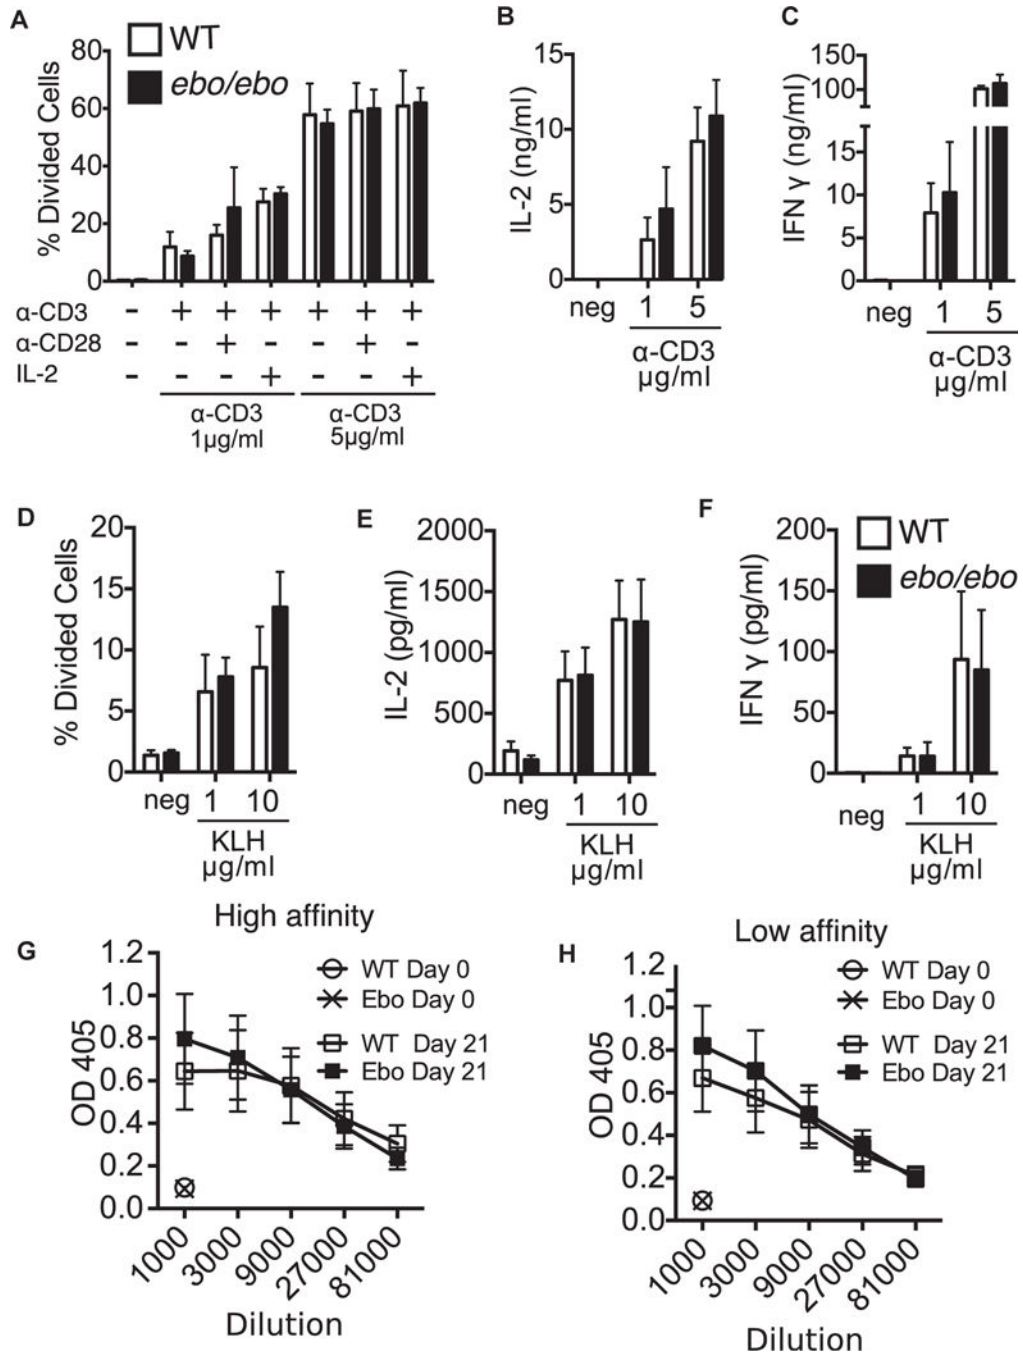 A
WT
ebo/ebo
% Divided Cells
80
60
40
20
0
α-CD3 - + + + + + +
α-CD28 - - + - - + -
IL-2 - - - + - - +
α-CD3
1µg/ml
α-CD3
5µg/ml
B
IL-2 (ng/ml)
15
10
5
0
neg 1 5
α-CD3
µg/ml
C
IFN γ (ng/ml)
150
100
15
10
5
0
neg 1 5
α-CD3
µg/ml
D
% Divided Cells
20
15
10
5
0
neg 1 10
KLH
µg/ml
E
IL-2 (pg/ml)
2000
1500
1000
500
0
neg 1 10
KLH
µg/ml
F
WT
ebo/ebo
IFN γ (pg/ml)
200
150
100
50
0
neg 1 10
KLH
µg/ml
High affinity
G
OD 405
1.2
1.0
0.8
0.6
0.4
0.2
0.0
WT Day 0
Ebo Day 0
WT Day 21
Ebo Day 21
1000 3000 9000 27000 81000
Dilution
Low affinity
H
OD 405
1.2
1.0
0.8
0.6
0.4
0.2
0.0
WT Day 0
Ebo Day 0
WT Day 21
Ebo Day 21
1000 3000 9000 27000 81000
Dilution